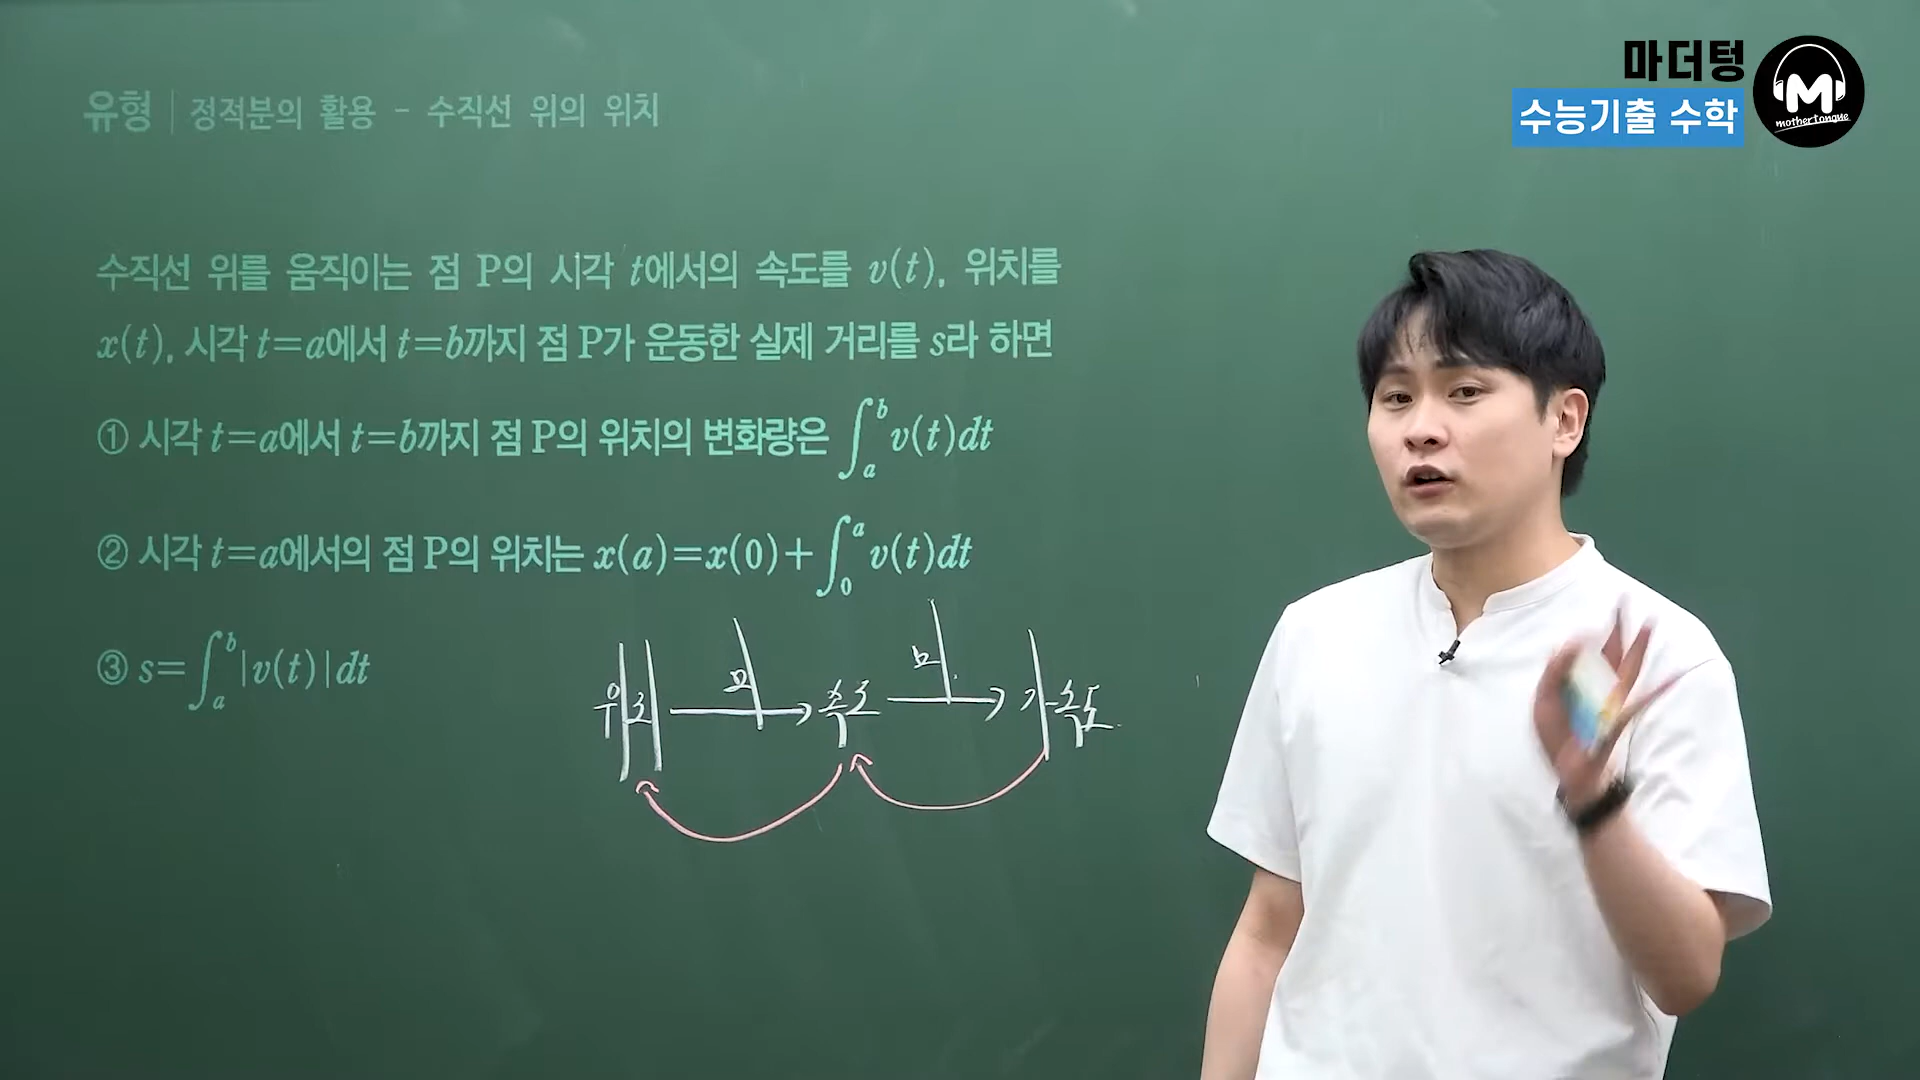 마더텅
수능기출 수학
M
mothertongue
유형 | 정적분의 활용 - 수직선 위의 위치
수직선 위를 움직이는 점 P의 시각 t에서의 속도를 v(t), 위치를
x(t), 시각 t=a에서 t=b까지 점 P가 운동한 실제 거리를 s라 하면
① 시각 t=a에서 t=b까지 점 P의 위치의 변화량은 ∫_a^b v(t)dt
② 시각 t=a에서의 점 P의 위치는 x(a)=x(0)+∫_0^a v(t)dt
③ s=∫_a^b |v(t)|dt
위치 → 속도 → 가속도